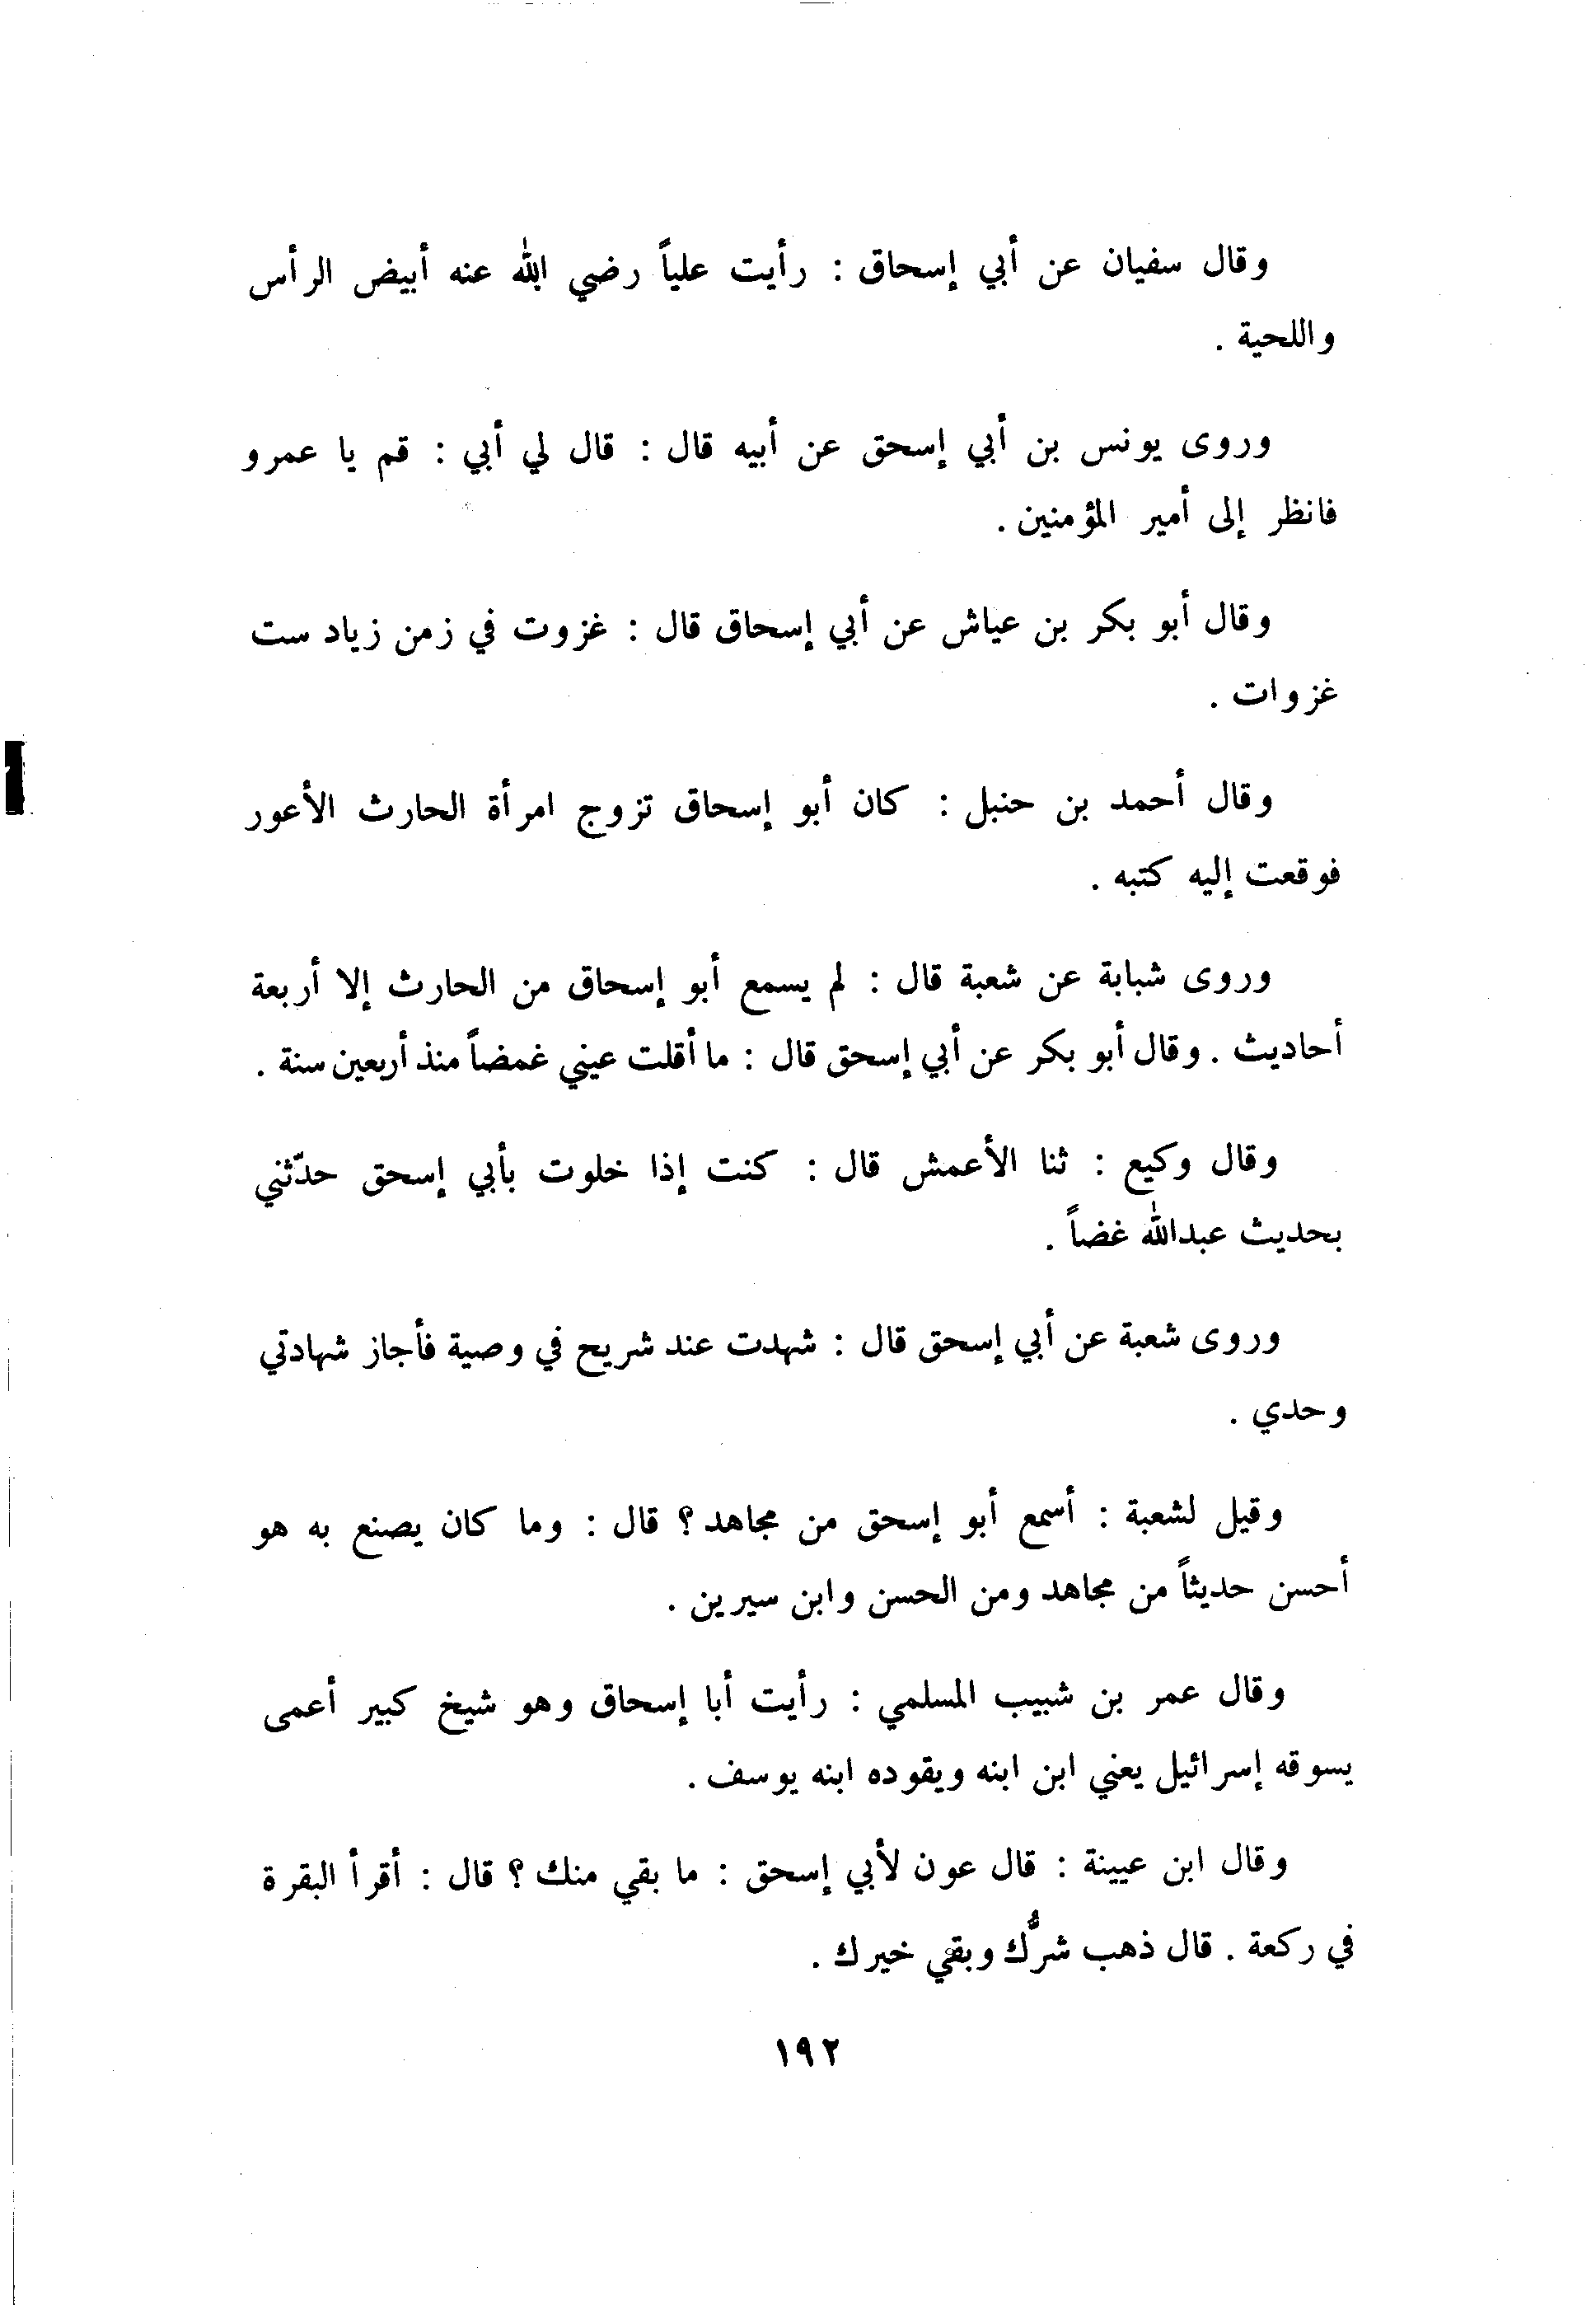 وقال سفيان عن أبي إسحاق : رأيت علياً رضي الله عنه أبيض الرأس
واللحية .
وروى يونس بن أبي إسحق عن أبيه قال : قال لي أبي : قم يا عمرو
فانظر إلى أمير المؤمنين .
وقال أبو بكر بن عياش عن أبي إسحاق قال : غزوت في زمن زياد ست
غزوات .
وقال أحمد بن حنبل : كان أبو إسحاق تزوج امرأة الحارث الأعور
فوقعت إليه كتبه .
وروى شبابة عن شعبة قال : لم يسمع أبو إسحاق من الحارث إلا أربعة
أحاديث . وقال أبو بكر عن أبي إسحق قال : ما أقلت عيني غمضاً منذ أربعين سنة .
وقال وكيع : ثنا الأعمش قال : كنت إذا خلوت بأبي إسحق حدّثني
بحديث عبدالله غضاً .
وروى شعبة عن أبي إسحق قال : شهدت عند شريح في وصية فأجاز شهادتي
وحدي .
وقيل لشعبة : أسمع أبو إسحق من مجاهد ؟ قال : وما كان يصنع به هو
أحسن حديثاً من مجاهد ومن الحسن وابن سيرين .
وقال عمر بن شبيب المسلمي : رأيت أبا إسحاق وهو شيخ كبير أعمى
يسوقه إسرائيل يعني ابن ابنه ويقوده ابنه يوسف .
وقال ابن عيينة : قال عون لأبي إسحق : ما بقي منك ؟ قال : أقرأ البقرة
في ركعة . قال ذهب شرُّك وبقي خيرك .
١٩٢